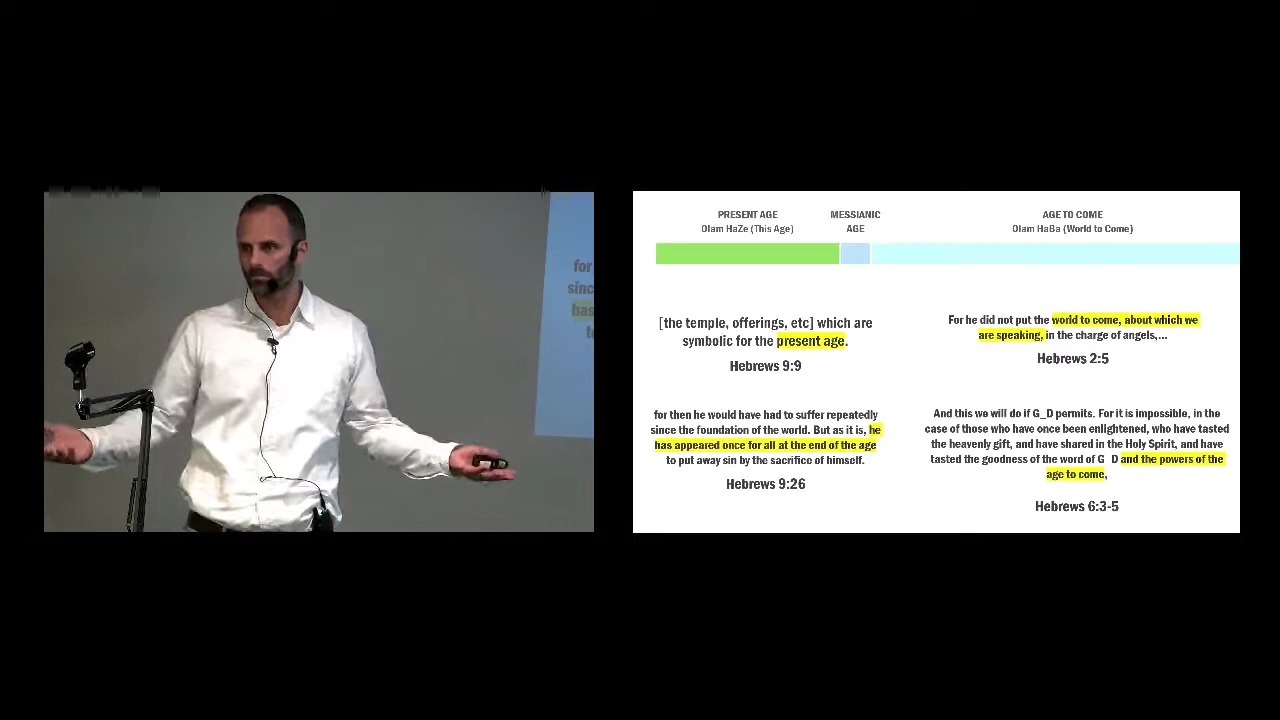 for
sinc
has
PRESENT AGE
Olam HaZe (This Age)
MESSIANIC
AGE
AGE TO COME
Olam HaBa (World to Come)
[the temple, offerings, etc] which are
symbolic for the present age.
Hebrews 9:9
for then he would have had to suffer repeatedly
since the foundation of the world. But as it is, he
has appeared once for all at the end of the age
to put away sin by the sacrifice of himself.
Hebrews 9:26
For he did not put the world to come, about which we
are speaking, in the charge of angels,...
Hebrews 2:5
And this we will do if G_D permits. For it is impossible, in the
case of those who have once been enlightened, who have tasted
the heavenly gift, and have shared in the Holy Spirit, and have
tasted the goodness of the word of G_D and the powers of the
age to come,
Hebrews 6:3-5